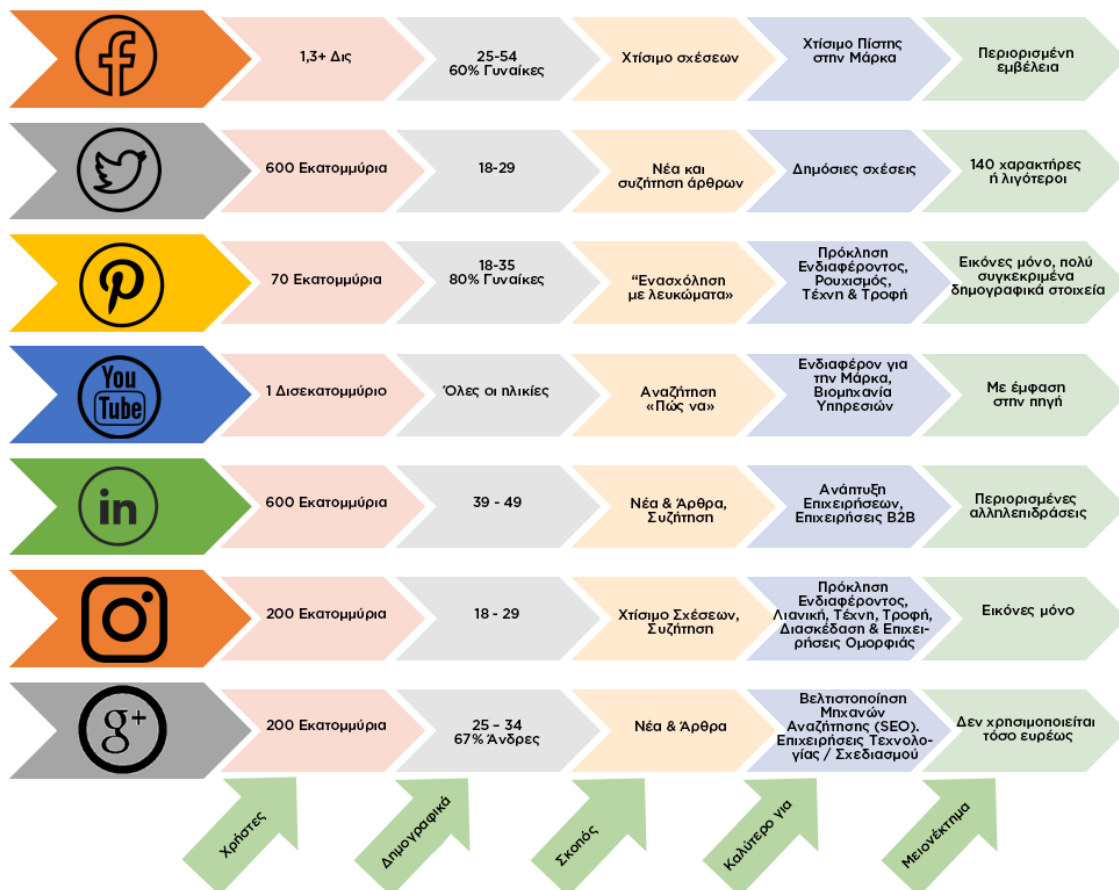 1,3+ Δις
25-54
60% Γυναίκες
Χτίσιμο σχέσεων
Χτίσιμο Πίστης
στην Μάρκα
Περιορισμένη
εμβέλεια
600 Εκατομμύρια
18-29
Νέα και
συζήτηση άρθρων
Δημόσιες σχέσεις
140 χαρακτήρες
ή λιγότεροι
70 Εκατομμύρια
18-35
80% Γυναίκες
“Ενασχόληση
με λευκώματα»
Πρόκληση
Ενδιαφέροντος,
Ρουχισμός,
Τέχνη & Τροφή
Εικόνες μόνο, πολύ
συγκεκριμένα
δημογραφικά στοιχεία
You
Tube
1 Δισεκατομμύριο
Όλες οι ηλικίες
Αναζήτηση
«Πώς να»
Ενδιαφέρον για
την Μάρκα,
Βιομηχανία
Υπηρεσιών
Με έμφαση
στην πηγή
in
600 Εκατομμύρια
39 - 49
Νέα & Άρθρα,
Συζήτηση
Ανάπτυξη
Επιχειρήσεων,
Επιχειρήσεις B2B
Περιορισμένες
αλληλεπιδράσεις
200 Εκατομμύρια
18 - 29
Χτίσιμο Σχέσεων,
Συζήτηση
Πρόκληση
Ενδιαφέροντος,
Λιανική, Τέχνη, Τροφή,
Διασκέδαση & Επιχει-
ρήσεις Ομορφιάς
Εικόνες μόνο
g+
200 Εκατομμύρια
25 – 34
67% Άνδρες
Νέα & Άρθρα
Βελτιστοποίηση
Μηχανών
Αναζήτησης (SEO).
Επιχειρήσεις Τεχνολο-
γίας / Σχεδιασμού
Δεν χρησιμοποιείται
τόσο ευρέως
Χρήστες
Δημογραφικά
Σκοπός
Καλύτερο για
Μειονέκτημα